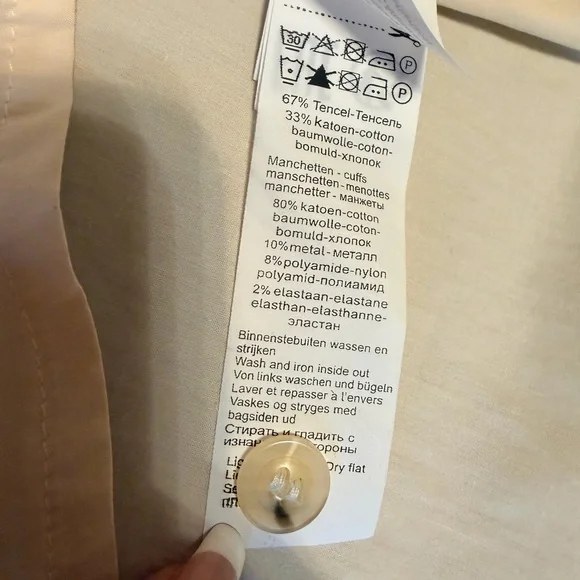 30 P
P
67% Tencel-Тенсель
33% katoen-cotton
baumwolle-coton-
bomuld-хлопок
Manchetten - cuffs
manschetten-menottes
manchetter - манжеты
80% katoen-cotton
baumwolle-coton-
bomuld-хлопок
10%metal-металл
8%polyamide-nylon
polyamid-полиамид
2% elastaan-elastane
elasthan-elasthanne-
эластан
Binnenstebuiten wassen en
strijken
Wash and iron inside out
Von links waschen und bügeln
Laver et repasser à l'envers
Vaskes og stryges med
bagsiden ud
Стирать и гладить с
Dry flat